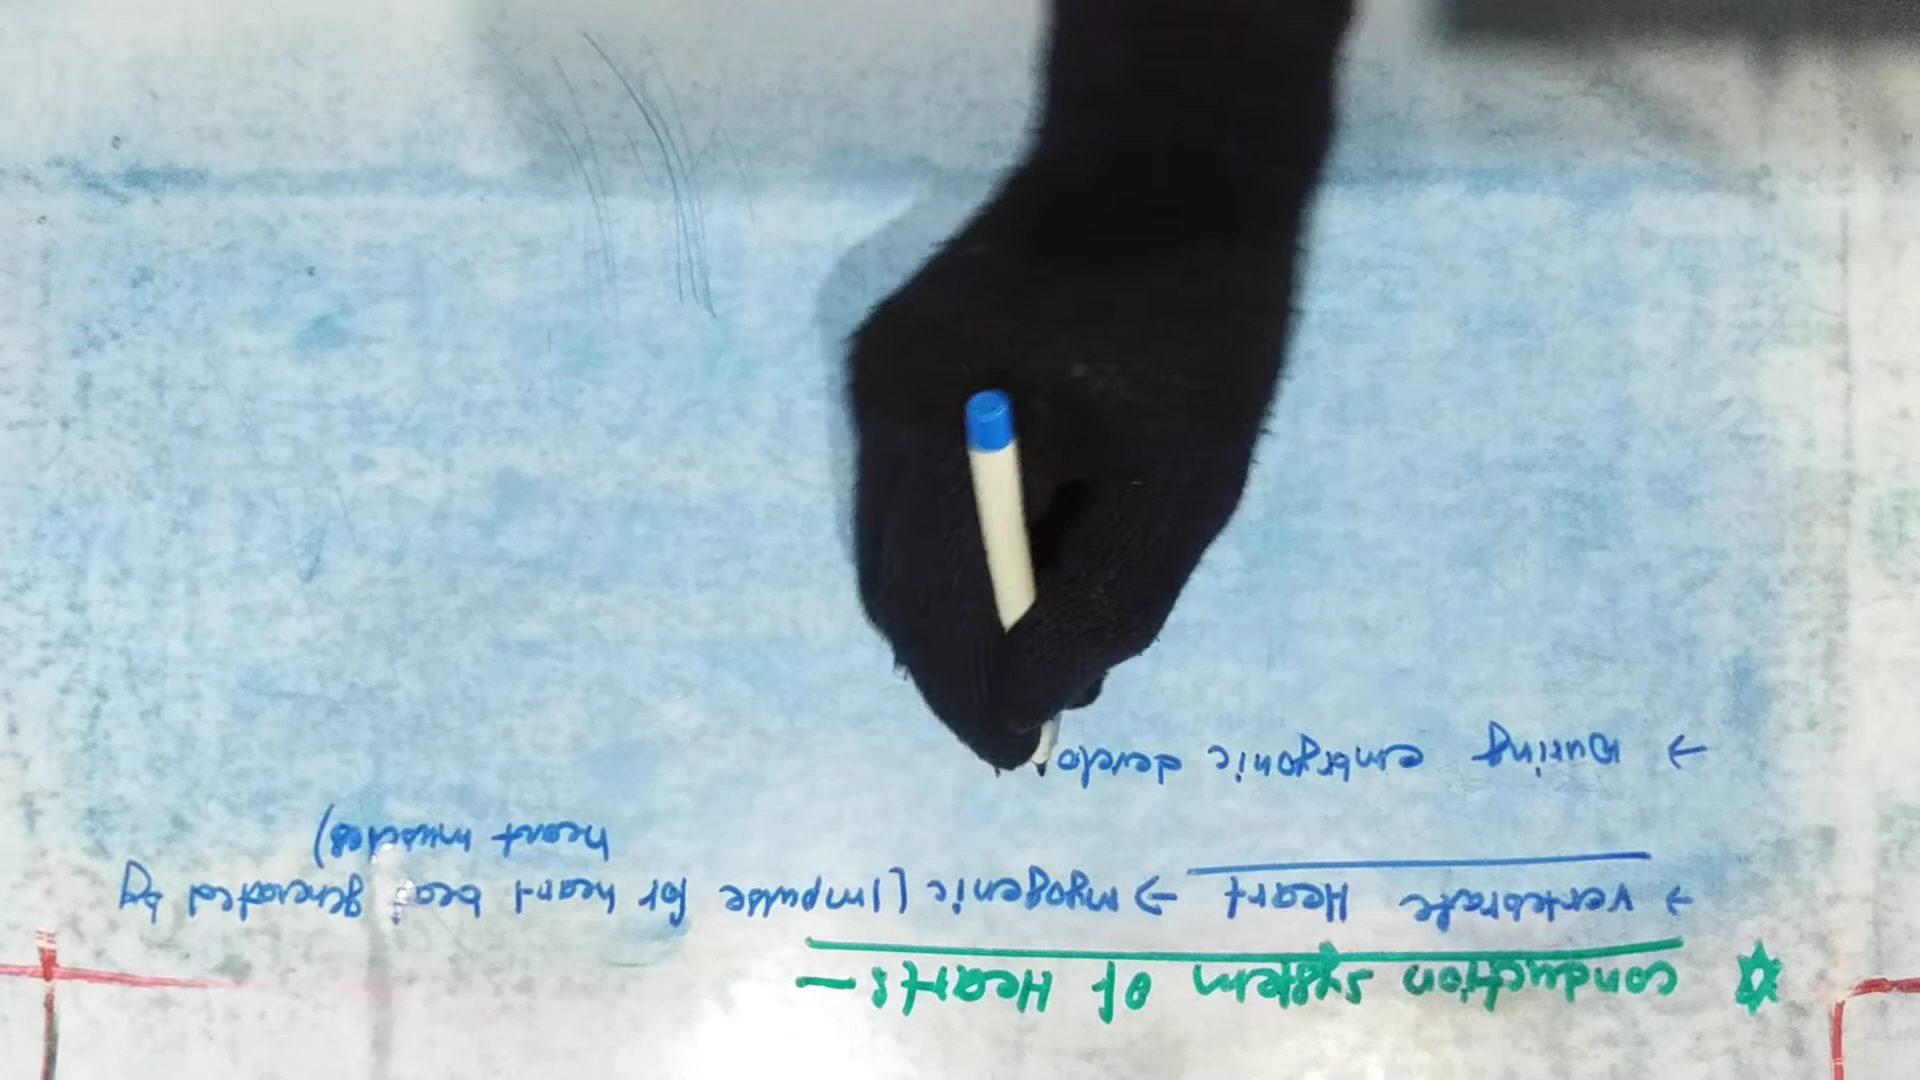 conduction system of Heart:-
→ vertebrate Heart → myogenic (Impulse for heart beat generated by
heart muscles)
→ During embryonic develo